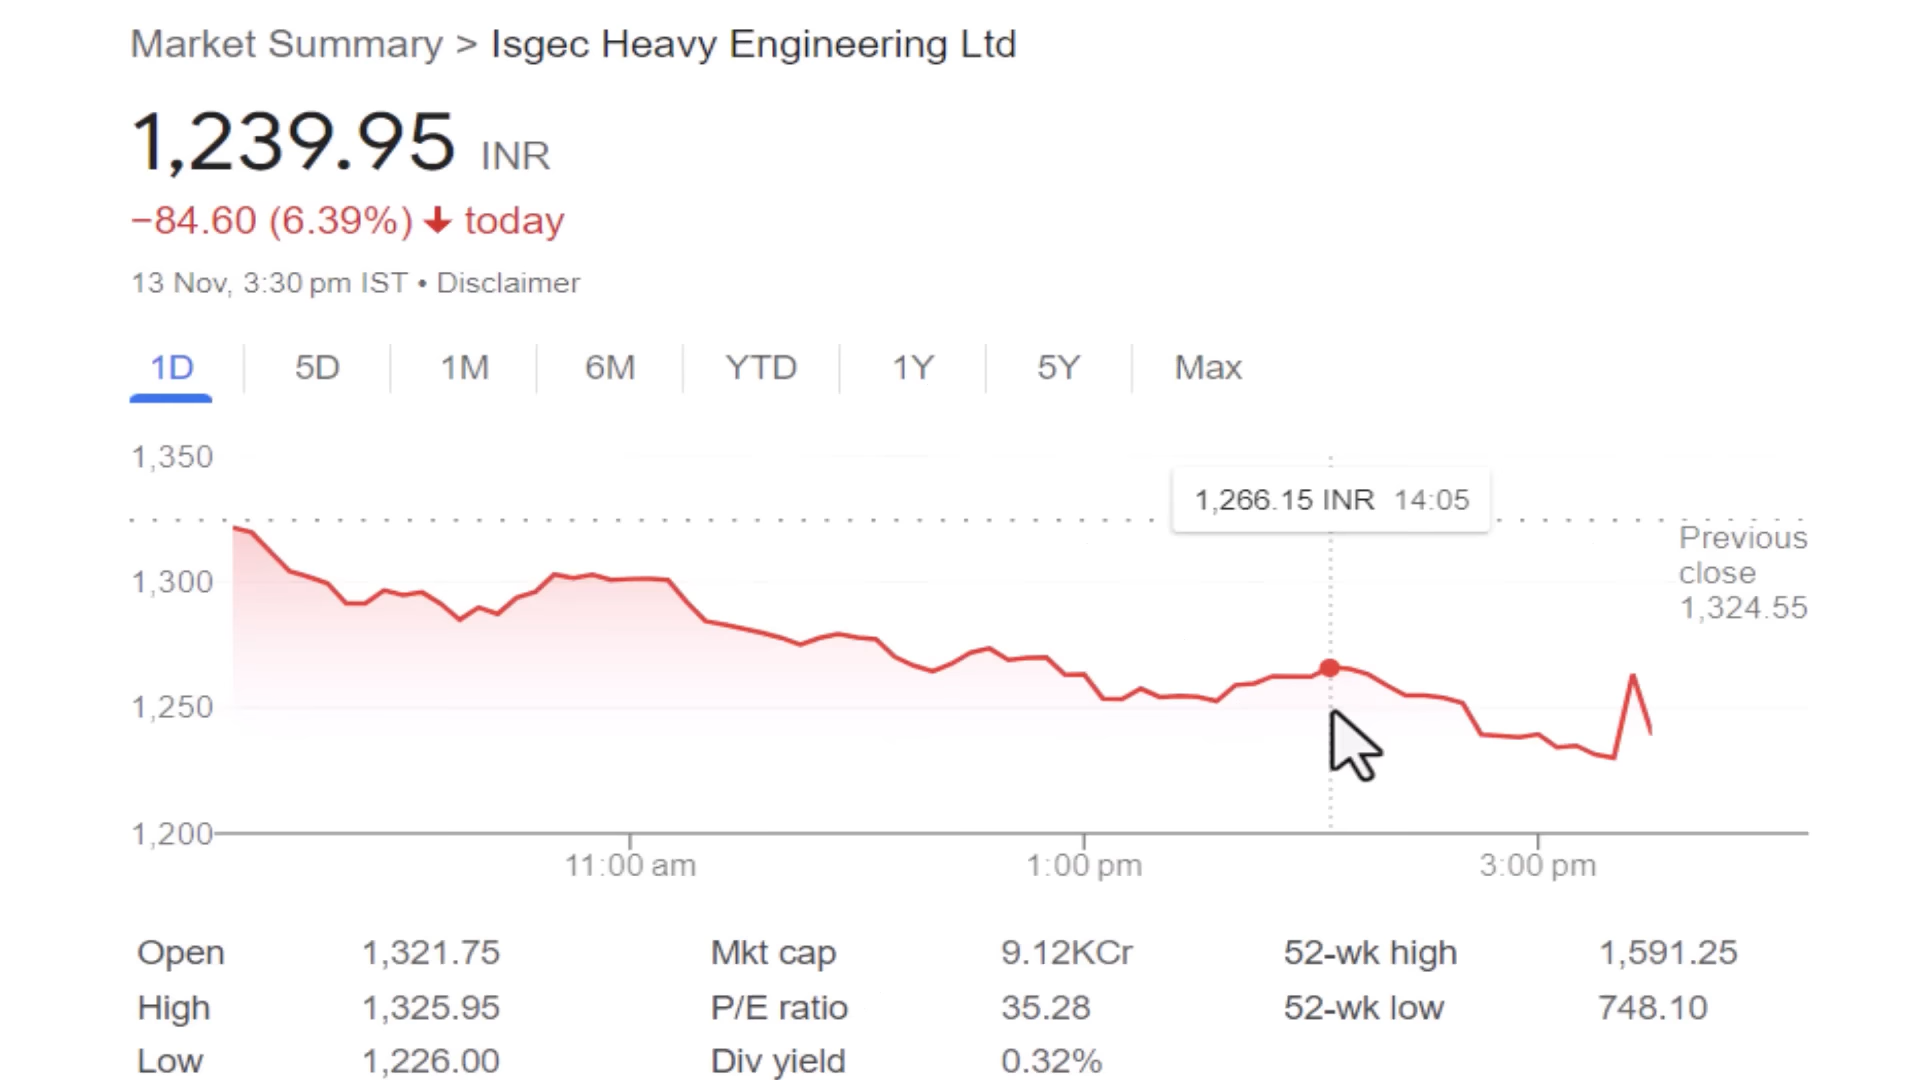 Market Summary > Isgec Heavy Engineering Ltd
1,239.95 INR
−84.60 (6.39%) ↓ today
13 Nov, 3:30 pm IST • Disclaimer
1D 5D 1M 6M YTD 1Y 5Y Max
1,350
1,266.15 INR 14:05
Previous
close
1,324.55
1,300
1,250
1,200
11:00 am 1:00 pm 3:00 pm
Open 1,321.75 Mkt cap 9.12KCr 52-wk high 1,591.25
High 1,325.95 P/E ratio 35.28 52-wk low 748.10
Low 1,226.00 Div yield 0.32%